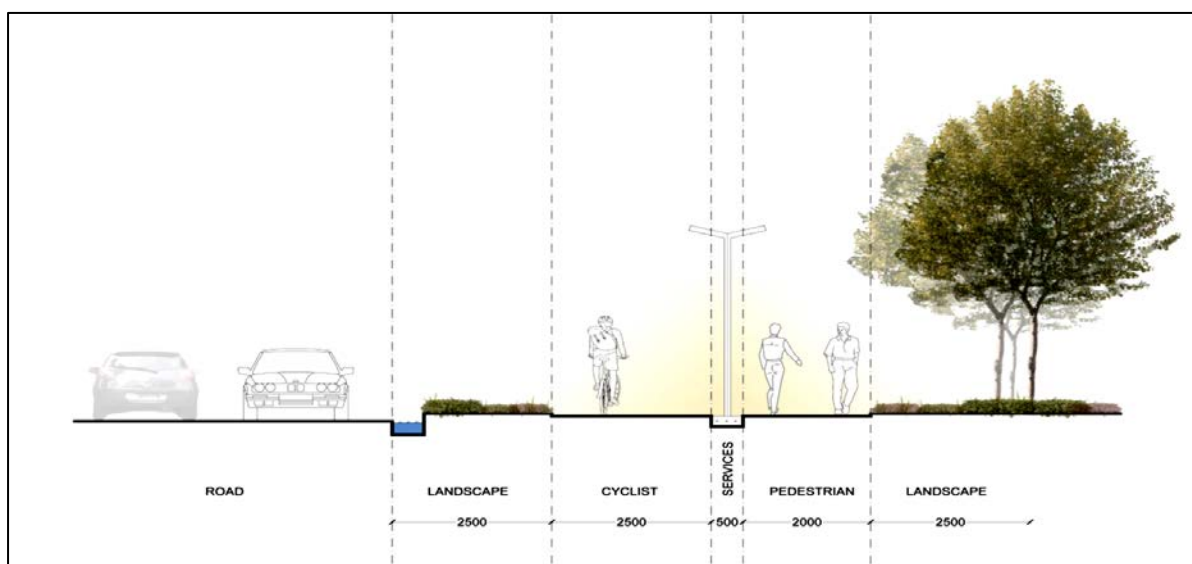 ROAD
LANDSCAPE
CYCLIST
SERVICES
PEDESTRIAN
LANDSCAPE
2500
2500
500
2000
2500